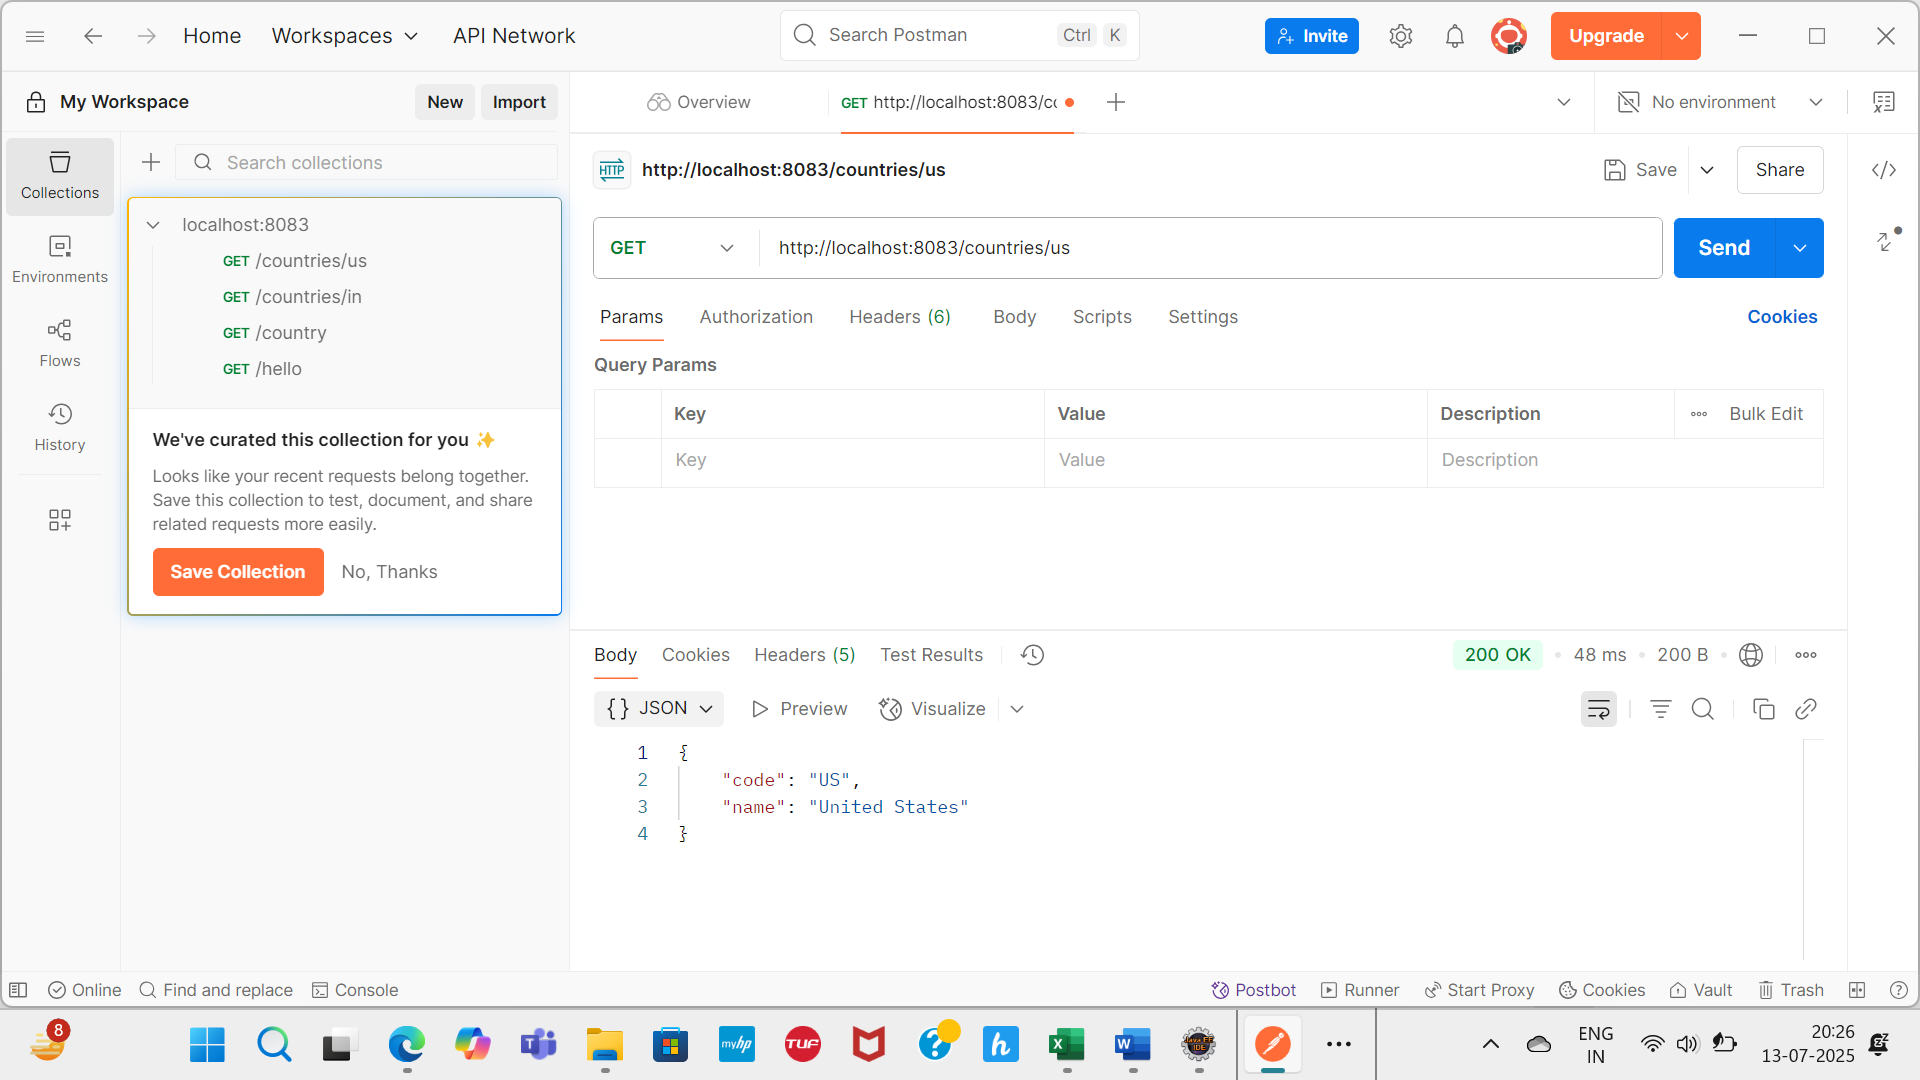 Home
Workspaces
API Network
Search Postman
Ctrl
K
Invite
Upgrade
My Workspace
New
Import
Overview
GET http://localhost:8083/cc
No environment
Collections
Environments
Flows
History
Search collections
localhost:8083
GET /countries/us
GET /countries/in
GET /country
GET /hello
We've curated this collection for you ✨
Looks like your recent requests belong together.
Save this collection to test, document, and share
related requests more easily.
Save Collection
No, Thanks
HTTP
http://localhost:8083/countries/us
Save
Share
GET
http://localhost:8083/countries/us
Send
Params
Authorization
Headers (6)
Body
Scripts
Settings
Cookies
Query Params
Key
Value
Description
Bulk Edit
Key
Value
Description
Body
Cookies
Headers (5)
Test Results
200 OK
48 ms
200 B
{} JSON
Preview
Visualize
1 {
2 "code": "US",
3 "name": "United States"
4 }
Online
Find and replace
Console
Postbot
Runner
Start Proxy
Cookies
Vault
Trash
8
myhp
TUF
ENG
IN
20:26
13-07-2025